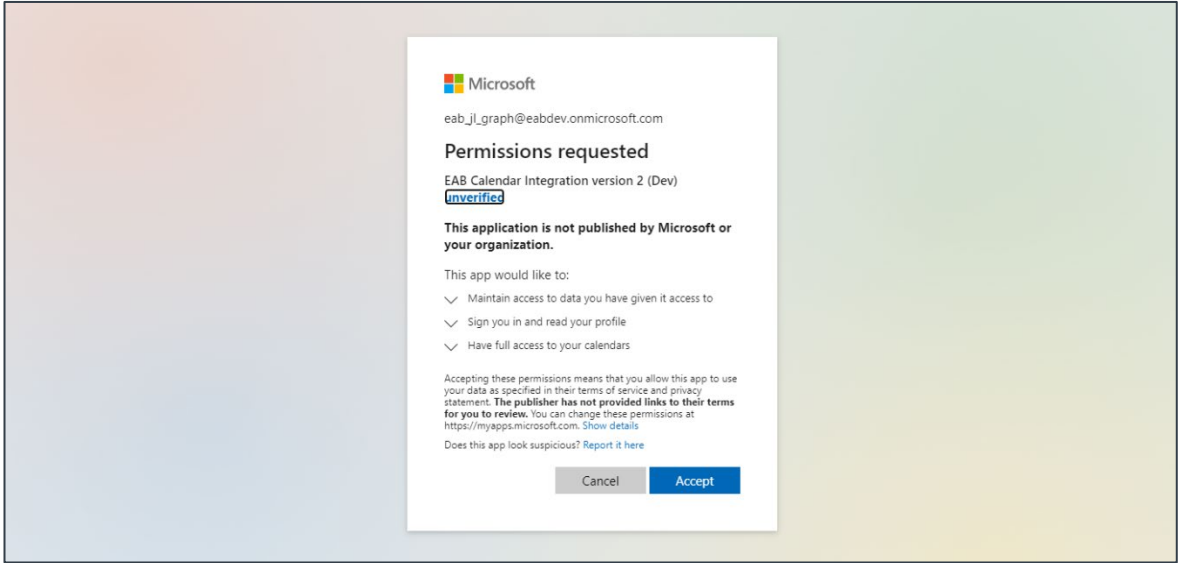 Microsoft
eab_jl_graph@eabdev.onmicrosoft.com
Permissions requested
EAB Calendar Integration version 2 (Dev)
unverified
This application is not published by Microsoft or
your organization.
This app would like to:
Maintain access to data you have given it access to
Sign you in and read your profile
Have full access to your calendars
Accepting these permissions means that you allow this app to use
your data as specified in their terms of service and privacy
statement. The publisher has not provided links to their terms
for you to review. You can change these permissions at
https://myapps.microsoft.com. Show details
Does this app look suspicious? Report it here
Cancel Accept